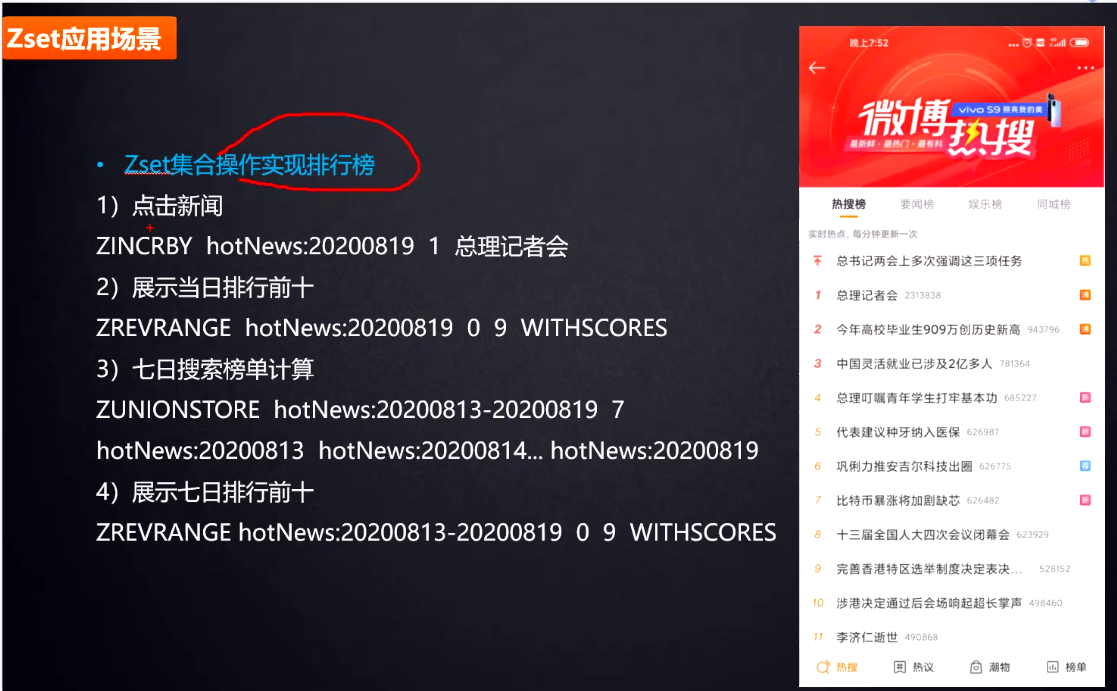 Zset应用场景
• Zset集合操作实现排行榜
1）点击新闻
ZINCRBY hotNews:20200819 1 总理记者会
2）展示当日排行前十
ZREVRANGE hotNews:20200819 0 9 WITHSCORES
3）七日搜索榜单计算
ZUNIONSTORE hotNews:20200813-20200819 7
hotNews:20200813 hotNews:20200814... hotNews:20200819
4）展示七日排行前十
ZREVRANGE hotNews:20200813-20200819 0 9 WITHSCORES
晚上7:52
微博热搜
vivo S9 照亮我的美
最新鲜·最热门·最有料
热搜榜 要闻榜 娱乐榜 同城榜
实时热点，每分钟更新一次
总书记两会上多次强调这三项任务 热
1 总理记者会 2313838 沸
2 今年高校毕业生909万创历史新高 943796 沸
3 中国灵活就业已涉及2亿多人 781364
4 总理叮嘱青年学生打牢基本功 685227 新
5 代表建议种牙纳入医保 626987 新
6 巩俐力推安吉尔科技出圈 626775
7 比特币暴涨将加剧缺芯 626482 新
8 十三届全国人大四次会议闭幕会 623929
9 完善香港特区选举制度决定表决... 528152
10 涉港决定通过后会场响起超长掌声 498460
11 李济仁逝世 490868
热搜 热议 潮物 榜单